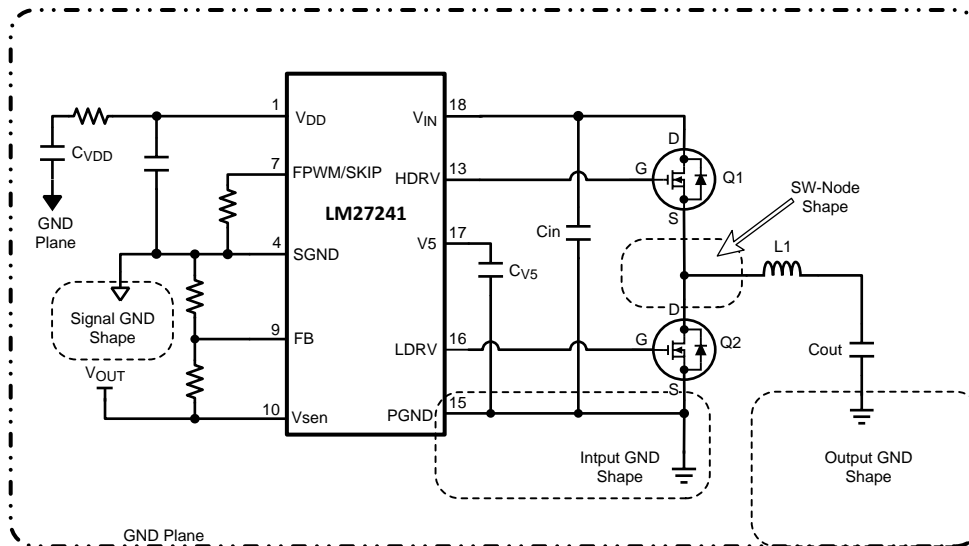 1
VDD
CVDD
GND
Plane
7
FPWM/SKIP
LM27241
4
SGND
Signal GND
Shape
9
FB
VOUT
10
Vsen
18
VIN
13
HDRV
17
V5
CV5
Cin
16
LDRV
15
PGND
D
G
Q1
S
SW-Node
Shape
L1
D
G
Q2
S
Cout
Intput GND
Shape
Output GND
Shape
GND Plane